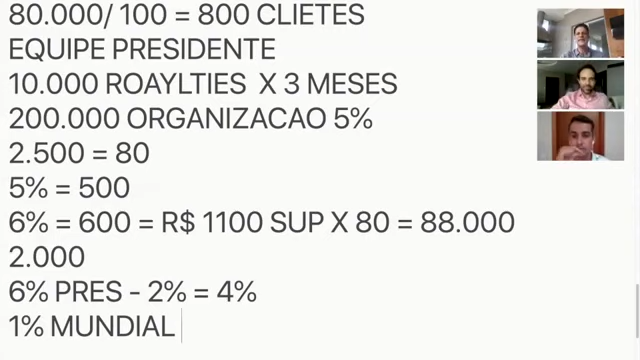 80.000/ 100 = 800 CLIETES
EQUIPE PRESIDENTE
10.000 ROAYLTIES X 3 MESES
200.000 ORGANIZACAO 5%
2.500 = 80
5% = 500
6% = 600 = R$ 1100 SUP X 80 = 88.000
2.000
6% PRES - 2% = 4%
1% MUNDIAL